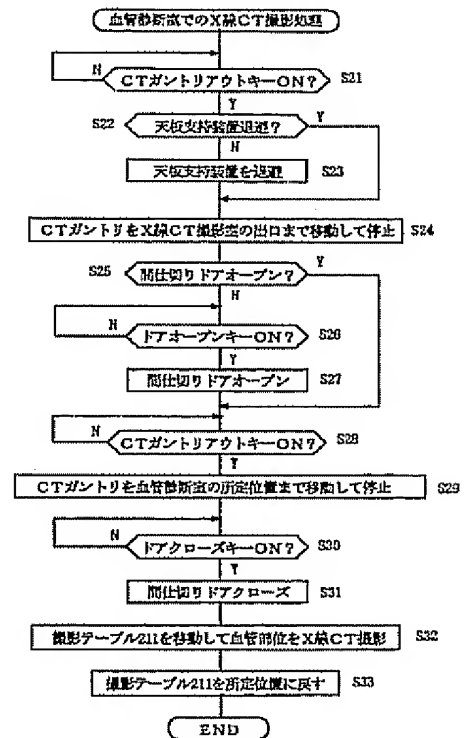 血管診断室でのX線CT撮影処理
N
CTガントリアウトキーON?
S21
Y
S22
天板支持装置退避?
Y
N
天板支持装置を退避
S23
CTガントリをX線CT撮影室の出口まで移動して停止
S24
S25
間仕切りドアオープン?
Y
N
N
ドアオープンキーON?
S26
Y
間仕切りドアオープン
S27
N
CTガントリアウトキーON?
S28
Y
CTガントリを血管診断室の所定位置まで移動して停止
S29
N
ドアクローズキーON?
S30
Y
間仕切りドアクローズ
S31
撮影テーブル211を移動して血管部位をX線CT撮影
S32
撮影テーブル211を所定位置に戻す
S33
END